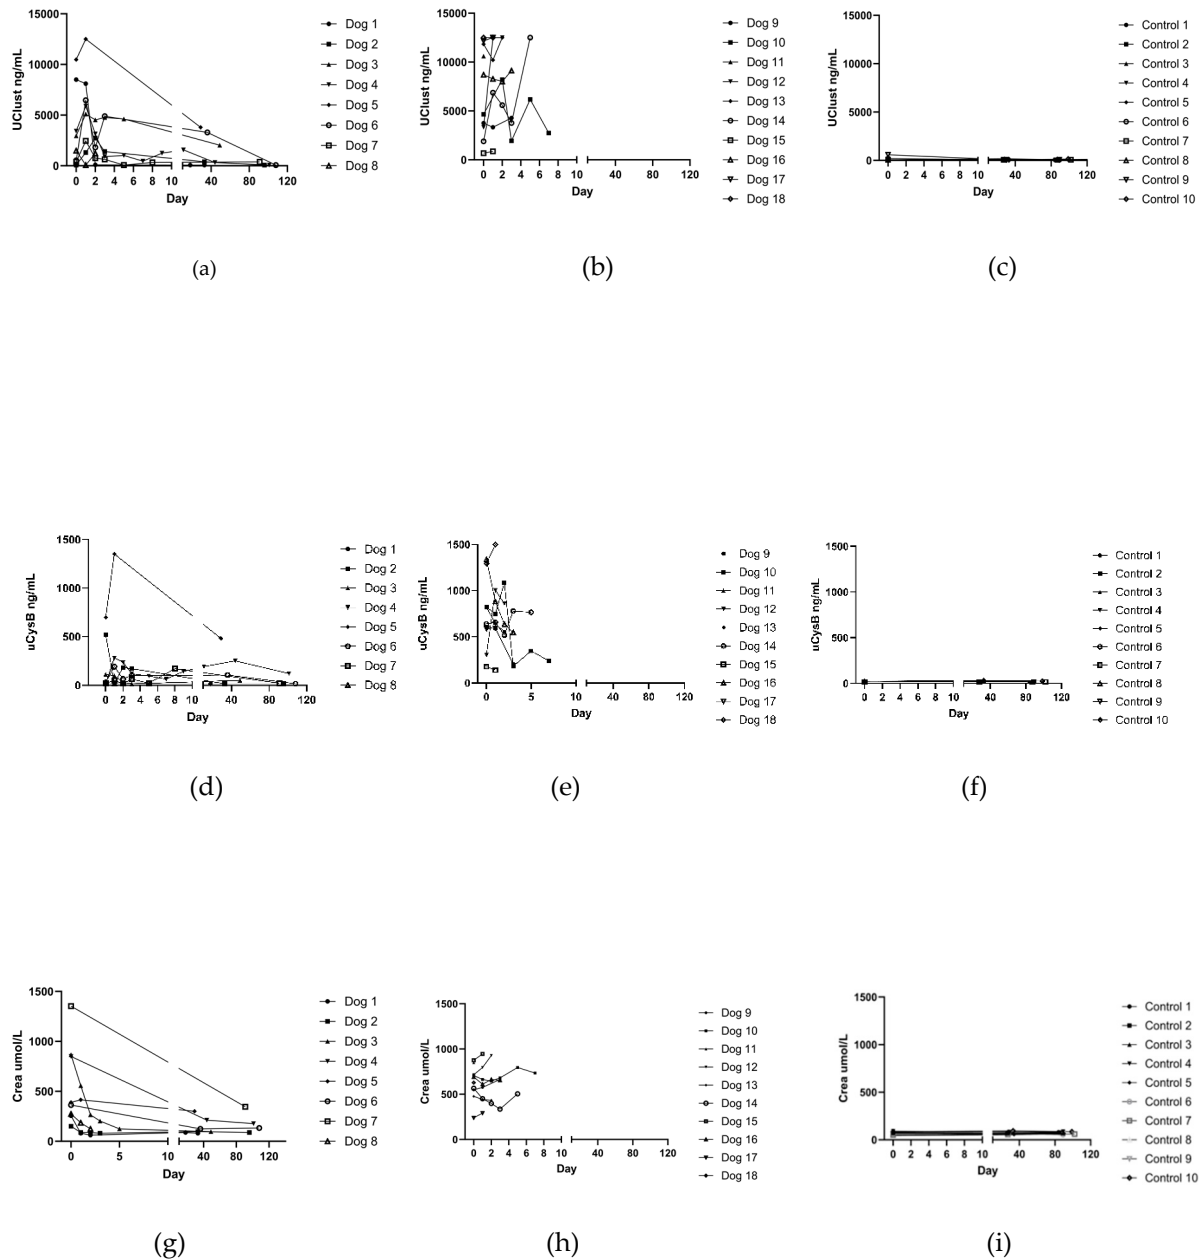 UClust ng/mL
15000
10000
5000
0
0 2 4 6 8 10 40 80 120
Day
Dog 1
Dog 2
Dog 3
Dog 4
Dog 5
Dog 6
Dog 7
Dog 8
(a)
UClust ng/mL
15000
10000
5000
0
0 2 4 6 8 10 40 80 120
Day
Dog 9
Dog 10
Dog 11
Dog 12
Dog 13
Dog 14
Dog 15
Dog 16
Dog 17
Dog 18
(b)
UClust ng/mL
15000
10000
5000
0
0 2 4 6 8 10 40 80 120
Day
Control 1
Control 2
Control 3
Control 4
Control 5
Control 6
Control 7
Control 8
Control 9
Control 10
(c)
uCysB ng/mL
1500
1000
500
0
0 2 4 6 8 10 40 80 120
Day
Dog 1
Dog 2
Dog 3
Dog 4
Dog 5
Dog 6
Dog 7
Dog 8
(d)
uCysB ng/mL
1500
1000
500
0
0 5 10 40 80 120
Day
Dog 9
Dog 10
Dog 11
Dog 12
Dog 13
Dog 14
Dog 15
Dog 16
Dog 17
Dog 18
(e)
uCysB ng/mL
1500
1000
500
0
0 2 4 6 8 10 40 80 120
Day
Control 1
Control 2
Control 3
Control 4
Control 5
Control 6
Control 7
Control 8
Control 9
Control 10
(f)
Crea umol/L
1500
1000
500
0
0 5 10 40 80 120
Day
Dog 1
Dog 2
Dog 3
Dog 4
Dog 5
Dog 6
Dog 7
Dog 8
(g)
Crea umol/L
1500
1000
500
0
0 2 4 6 8 10 40 80 120
Day
Dog 9
Dog 10
Dog 11
Dog 12
Dog 13
Dog 14
Dog 15
Dog 16
Dog 17
Dog 18
(h)
Crea umol/L
1500
1000
500
0
0 2 4 6 8 10 40 80 120
Day
Control 1
Control 2
Control 3
Control 4
Control 5
Control 6
Control 7
Control 8
Control 9
Control 10
(i)